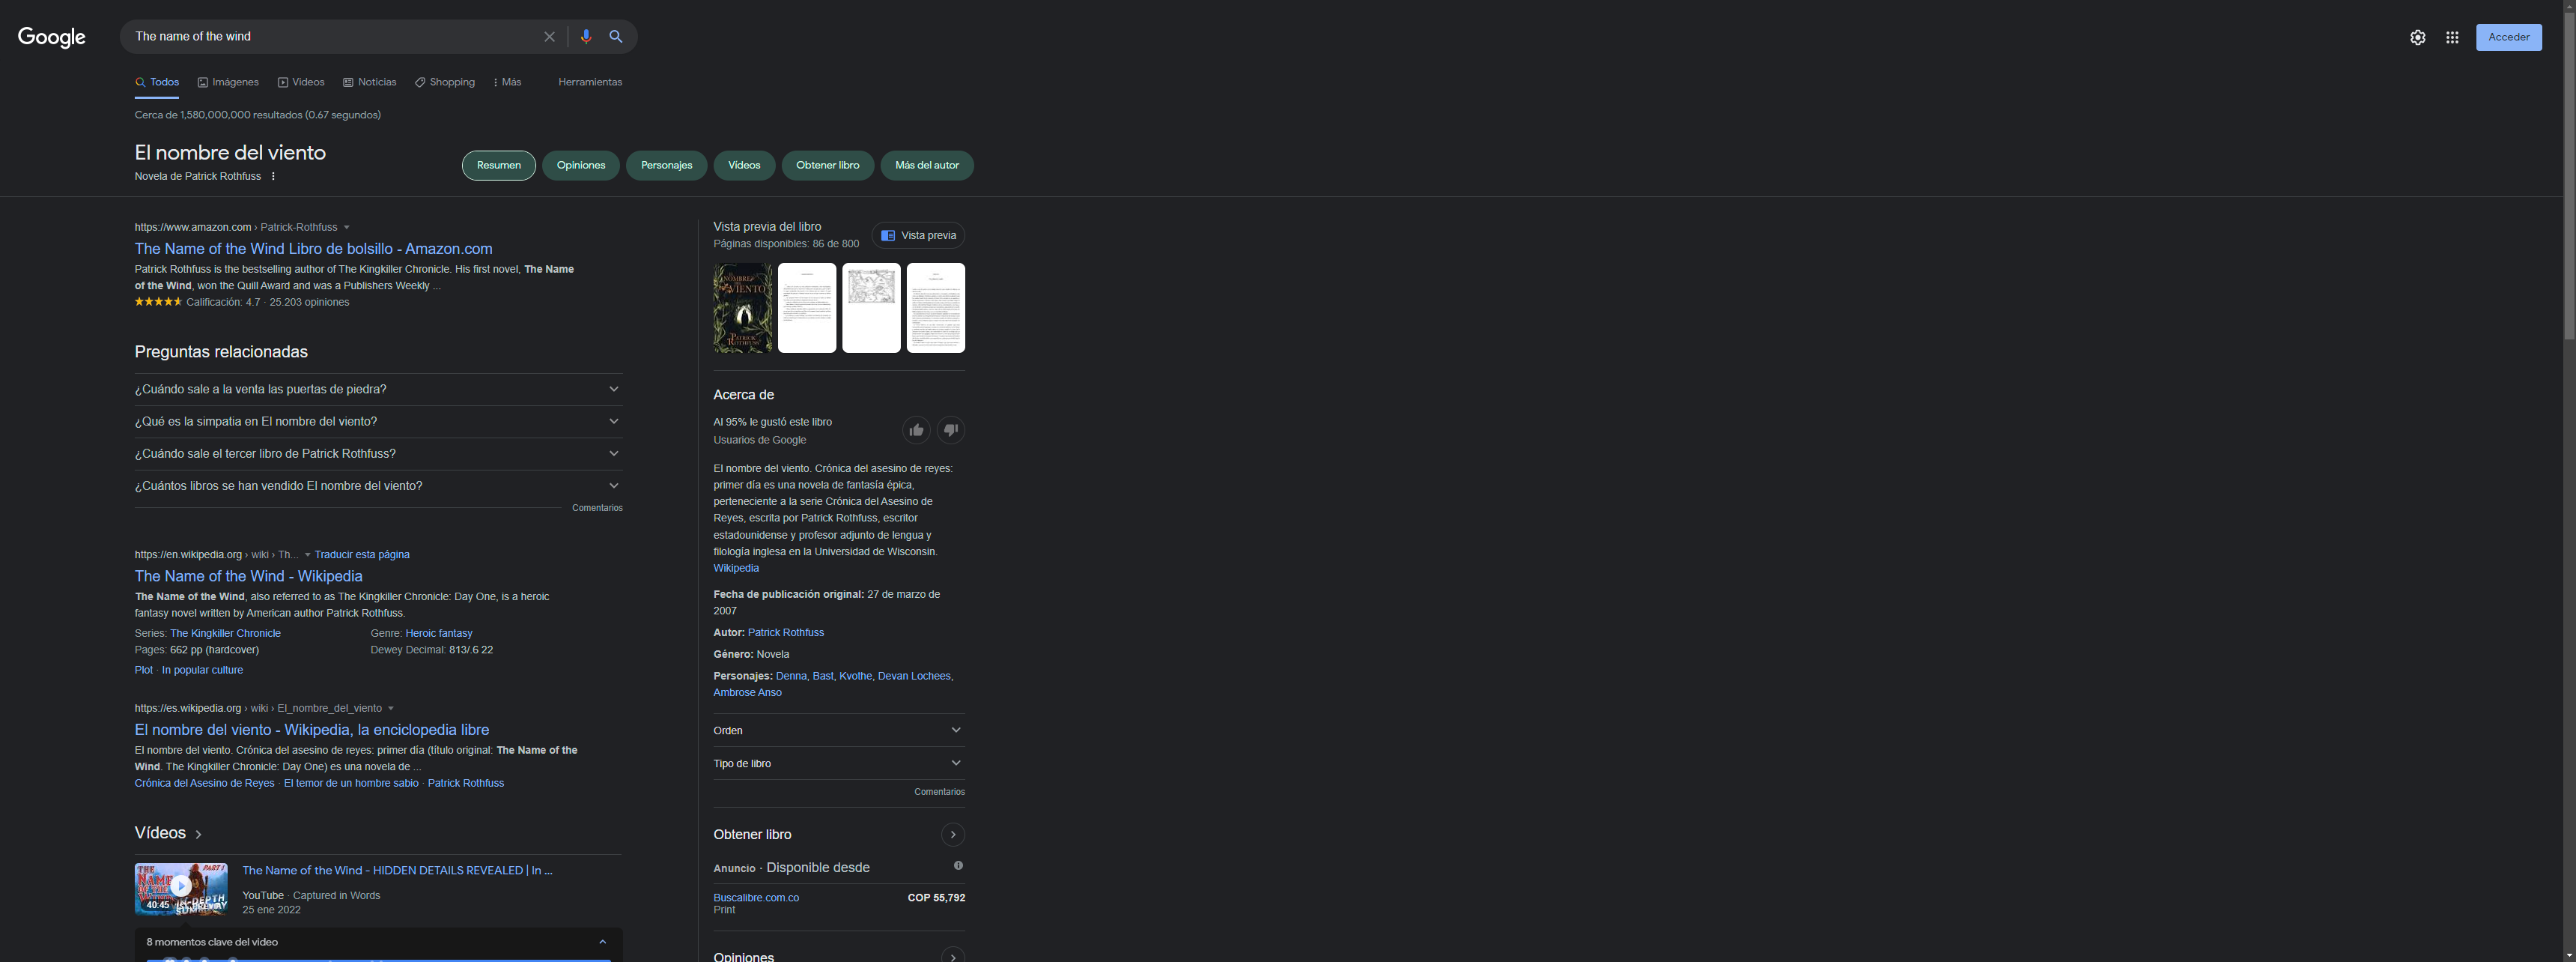 Google
The name of the wind
Acceder
Todos
Imágenes
Videos
Noticias
Shopping
Más
Herramientas
Cerca de 1,580,000,000 resultados (0.67 segundos)
El nombre del viento
Novela de Patrick Rothfuss
Resumen
Opiniones
Personajes
Videos
Obtener libro
Más del autor
https://www.amazon.com › Patrick-Rothfuss
The Name of the Wind Libro de bolsillo - Amazon.com
Patrick Rothfuss is the bestselling author of The Kingkiller Chronicle. His first novel, The Name
of the Wind, won the Quill Award and was a Publishers Weekly ...
Calificación: 4.7 · 25.203 opiniones
Preguntas relacionadas
¿Cuándo sale a la venta las puertas de piedra?
¿Qué es la simpatia en El nombre del viento?
¿Cuándo sale el tercer libro de Patrick Rothfuss?
¿Cuántos libros se han vendido El nombre del viento?
Comentarios
https://en.wikipedia.org › wiki › Th... Traducir esta página
The Name of the Wind - Wikipedia
The Name of the Wind, also referred to as The Kingkiller Chronicle: Day One, is a heroic
fantasy novel written by American author Patrick Rothfuss.
Series: The Kingkiller Chronicle
Genre: Heroic fantasy
Pages: 662 pp (hardcover)
Dewey Decimal: 813/.6 22
Plot · In popular culture
https://es.wikipedia.org › wiki › El_nombre_del_viento
El nombre del viento - Wikipedia, la enciclopedia libre
El nombre del viento. Crónica del asesino de reyes: primer día (título original: The Name of the
Wind. The Kingkiller Chronicle: Day One) es una novela de ...
Crónica del Asesino de Reyes · El temor de un hombre sabio · Patrick Rothfuss
Vídeos
THE NAME OF THE
PART 1
40:45
IN-DEPTH
The Name of the Wind - HIDDEN DETAILS REVEALED | In ...
YouTube · Captured in Words
25 ene 2022
8 momentos clave del video
Vista previa del libro
Páginas disponibles: 86 de 800
Vista previa
NOMBRE
DEL
VIENTO
PATRICK
ROTHFUSS
Acerca de
Al 95% le gustó este libro
Usuarios de Google
El nombre del viento. Crónica del asesino de reyes:
primer día es una novela de fantasía épica,
perteneciente a la serie Crónica del Asesino de
Reyes, escrita por Patrick Rothfuss, escritor
estadounidense y profesor adjunto de lengua y
filología inglesa en la Universidad de Wisconsin.
Wikipedia
Fecha de publicación original: 27 de marzo de
2007
Autor: Patrick Rothfuss
Género: Novela
Personajes: Denna, Bast, Kvothe, Devan Lochees,
Ambrose Anso
Orden
Tipo de libro
Comentarios
Obtener libro
Anuncio · Disponible desde
Buscalibre.com.co
COP 55,792
Print
Opiniones